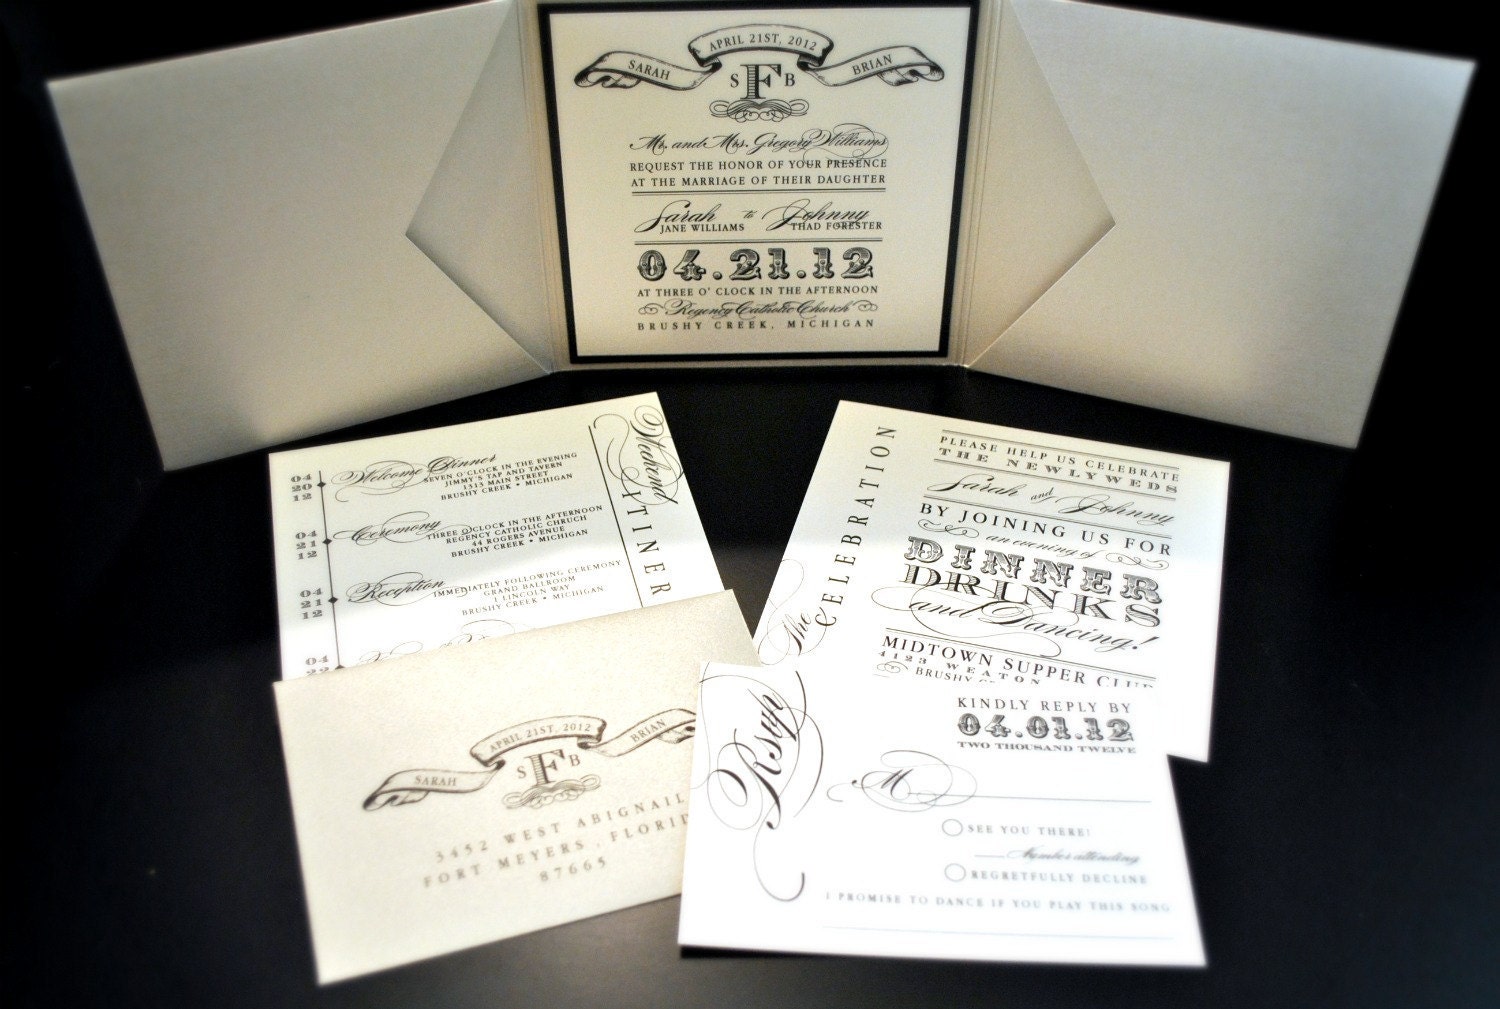 APRIL 21ST, 2012
SARAH
BRIAN
S F B
Mr. and Mrs. Gregory Williams
REQUEST THE HONOR OF YOUR PRESENCE
AT THE MARRIAGE OF THEIR DAUGHTER
Sarah to Johnny
JANE WILLIAMS THAD FORESTER
04.21.12
AT THREE O' CLOCK IN THE AFTERNOON
Regency Catholic Church
BRUSHY CREEK, MICHIGAN
Weekend ITINER
04
20
12
Welcome Dinner
SEVEN O'CLOCK IN THE EVENING
JIMMY'S TAP AND TAVERN
1313 MAIN STREET
BRUSHY CREEK • MICHIGAN
04
21
12
Ceremony
THREE O'CLOCK IN THE AFTERNOON
REGENCY CATHOLIC CHRUCH
44 ROGERS AVENUE
BRUSHY CREEK • MICHIGAN
04
21
12
Reception
IMMEDIATELY FOLLOWING CEREMONY
GRAND BALLROOM
1 LINCOLN WAY
BRUSHY CREEK • MICHIGAN
04
22
The CELEBRATION
PLEASE HELP US CELEBRATE
THE NEWLYWEDS
Sarah and Johnny
BY JOINING US FOR
an evening of
DINNER
DRINKS
and Dancing!
MIDTOWN SUPPER CLUB
4123 WEATON
BRUSHY
APRIL 21ST, 2012
SARAH
BRIAN
S F B
3452 WEST ABIGNAIL
FORT MEYERS, FLORID
87665
Rsvp
KINDLY REPLY BY
04.01.12
TWO THOUSAND TWELVE
M
SEE YOU THERE!
Number attending
REGRETFULLY DECLINE
I PROMISE TO DANCE IF YOU PLAY THIS SONG